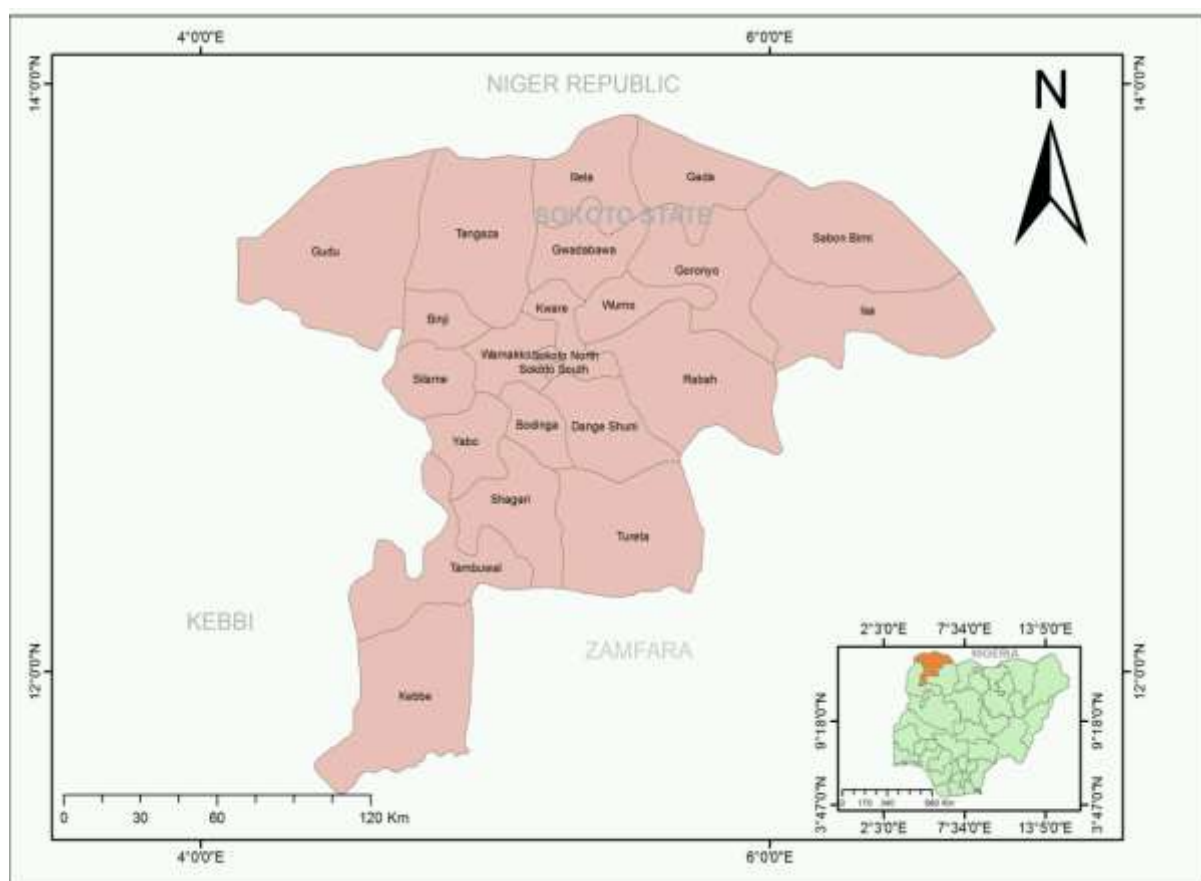 4°0'0"E 6°0'0"E
14°0'0"N 14°0'0"N
NIGER REPUBLIC
N
Illela Gada
SOKOTO STATE
Tangaza Sabon Birni
Gudu Gwadabawa
Goronyo
Kware Wurno Isa
Binji
Wamakko Sokoto North
Silame Sokoto South Rabah
Bodinga Dange Shuni
Yabo
Shagari
Tureta
Tambuwal
KEBBI
ZAMFARA
12°0'0"N 12°0'0"N
Kebbe
0 30 60 120 Km
4°0'0"E 6°0'0"E
2°3'0"E 7°34'0"E 13°5'0"E
NIGERIA
9°18'0"N 9°18'0"N
3°47'0"N 3°47'0"N
0 170 340 680 Km
2°3'0"E 7°34'0"E 13°5'0"E